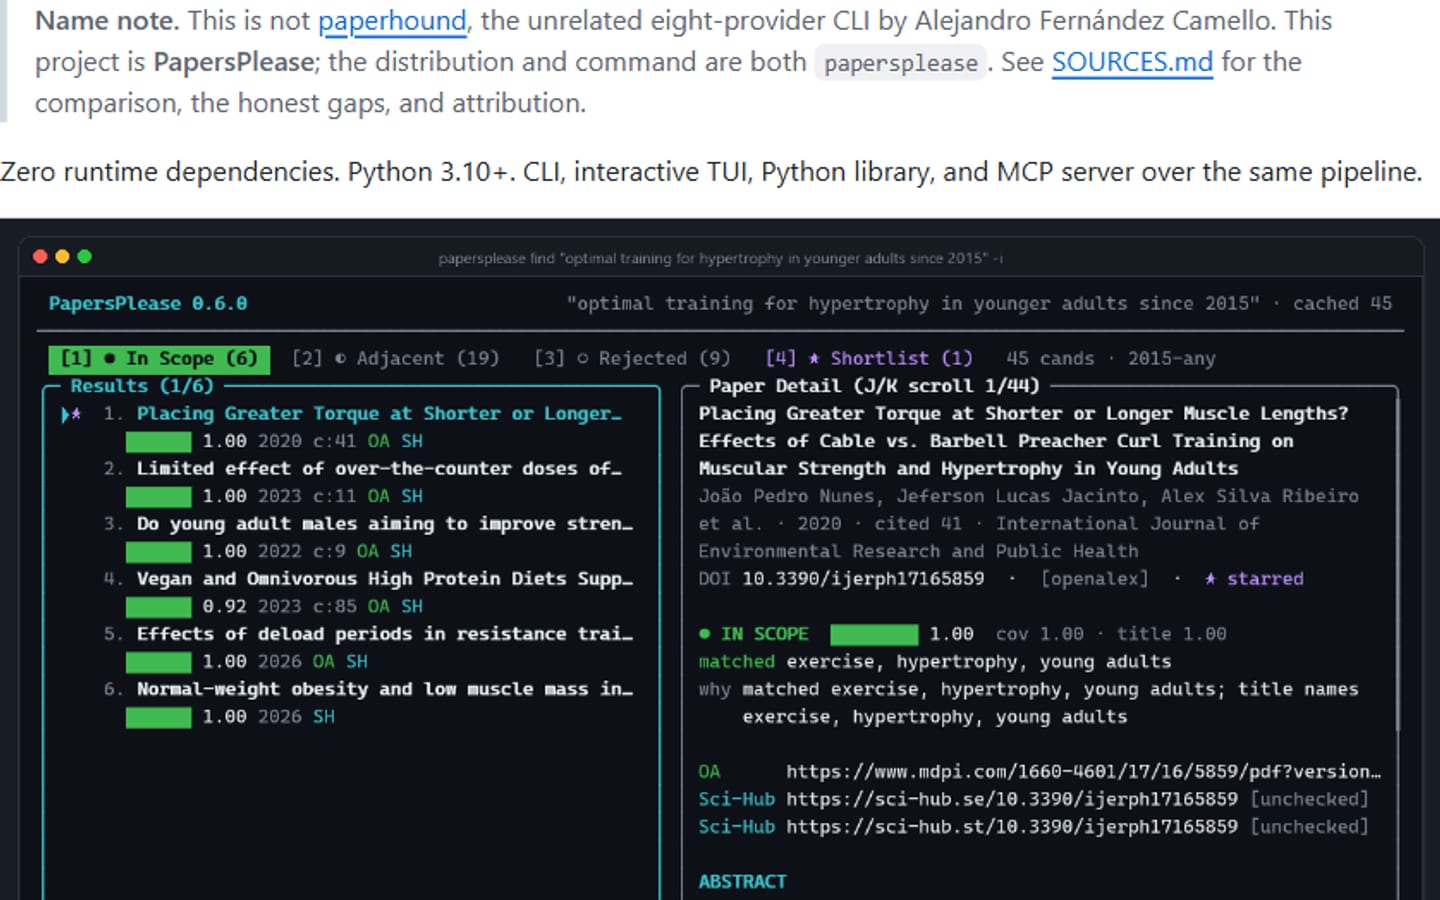 Name note. This is not paperhound, the unrelated eight-provider CLI by Alejandro Fernández Camello. This
project is PapersPlease; the distribution and command are both papersplease. See SOURCES.md for the
comparison, the honest gaps, and attribution.
Zero runtime dependencies. Python 3.10+. CLI, interactive TUI, Python library, and MCP server over the same pipeline.
papersplease find "optimal training for hypertrophy in younger adults since 2015" -i
PapersPlease 0.6.0 "optimal training for hypertrophy in younger adults since 2015" · cached 45
[1] ● In Scope (6) [2] ◐ Adjacent (19) [3] ○ Rejected (9) [4] ★ Shortlist (1) 45 cands · 2015-any
Results (1/6)
★ 1. Placing Greater Torque at Shorter or Longer…
1.00 2020 c:41 OA SH
2. Limited effect of over-the-counter doses of…
1.00 2023 c:11 OA SH
3. Do young adult males aiming to improve stren…
1.00 2022 c:9 OA SH
4. Vegan and Omnivorous High Protein Diets Supp…
0.92 2023 c:85 OA SH
5. Effects of deload periods in resistance trai…
1.00 2026 OA SH
6. Normal-weight obesity and low muscle mass in…
1.00 2026 SH
Paper Detail (J/K scroll 1/44)
Placing Greater Torque at Shorter or Longer Muscle Lengths?
Effects of Cable vs. Barbell Preacher Curl Training on
Muscular Strength and Hypertrophy in Young Adults
João Pedro Nunes, Jeferson Lucas Jacinto, Alex Silva Ribeiro
et al. · 2020 · cited 41 · International Journal of
Environmental Research and Public Health
DOI 10.3390/ijerph17165859 · [openalex] · ★ starred
● IN SCOPE 1.00 cov 1.00 · title 1.00
matched exercise, hypertrophy, young adults
why matched exercise, hypertrophy, young adults; title names
exercise, hypertrophy, young adults
OA https://www.mdpi.com/1660-4601/17/16/5859/pdf?version…
Sci-Hub https://sci-hub.se/10.3390/ijerph17165859 [unchecked]
Sci-Hub https://sci-hub.st/10.3390/ijerph17165859 [unchecked]
ABSTRACT